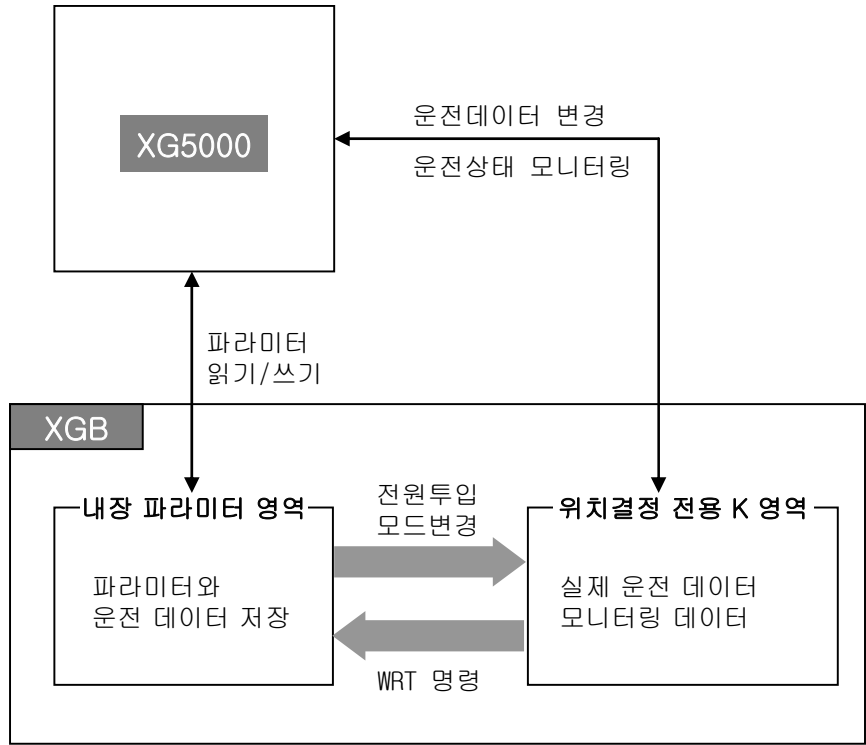 XG5000
운전데이터 변경
운전상태 모니터링
파라미터
읽기/쓰기
XGB
내장 파라미터 영역
전원투입
모드변경
위치결정 전용 K 영역
파라미터와
운전 데이터 저장
실제 운전 데이터
모니터링 데이터
WRT 명령